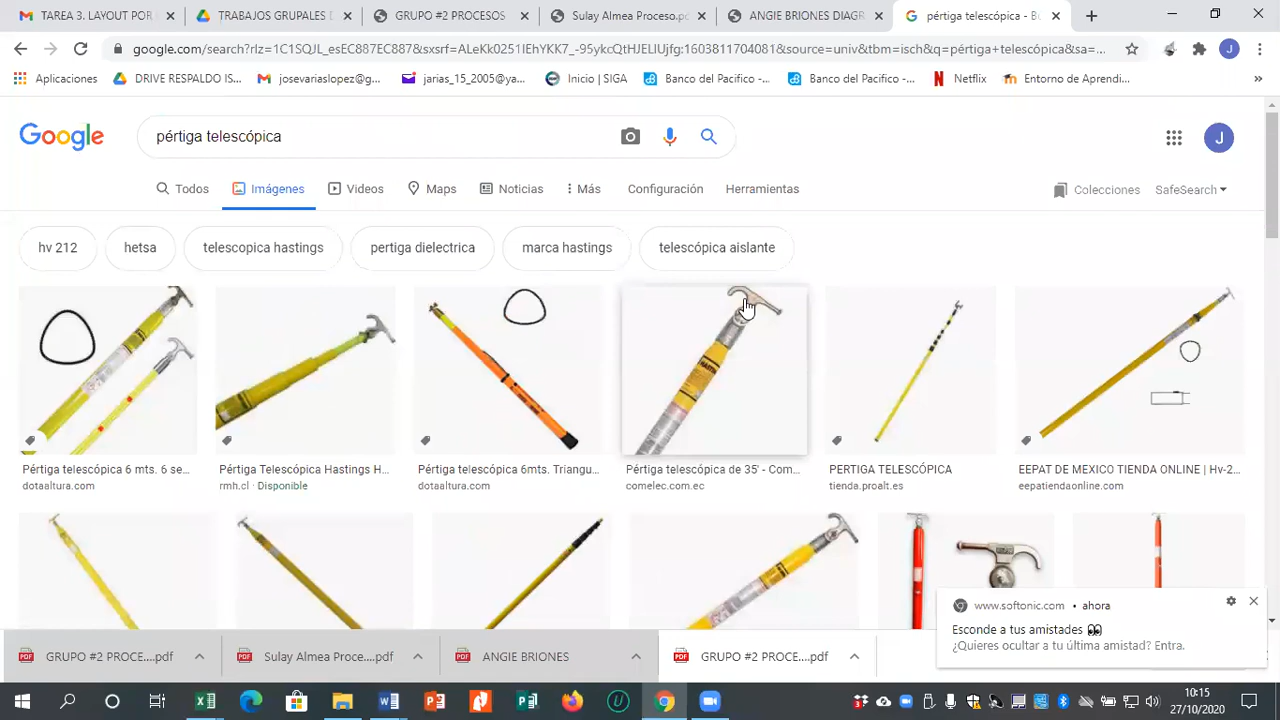 TAREA 3. LAYOUT POR
TRABAJOS GRUPALES D
GRUPO #2 PROCESOS
Sulay Almea Proceso.pd
ANGIE BRIONES DIAGR
pértiga telescópica - B
google.com/search?rlz=1C1SQJL_esEC887EC887&sxsrf=ALeKk0251IEhYKK7_-95ykcQtHJELIUjfg:1603811704081&source=univ&tbm=isch&q=pértiga+telescópica&sa=...
Aplicaciones
DRIVE RESPALDO IS...
josevariaslopez@g...
jarias_15_2005@ya...
Inicio | SIGA
Banco del Pacifico -...
Banco del Pacifico -...
Netflix
Entorno de Aprendi...
»
Google
pértiga telescópica
J
Todos
Imágenes
Videos
Maps
Noticias
Más
Configuración
Herramientas
Colecciones
SafeSearch
hv 212
hetsa
telescopica hastings
pertiga dielectrica
marca hastings
telescópica aislante
Pértiga telescópica 6 mts. 6 se...
dotaaltura.com
Pértiga Telescópica Hastings H...
rmh.cl · Disponible
Pértiga telescópica 6mts. Triangu...
dotaaltura.com
Pértiga telescópica de 35' - Com...
comelec.com.ec
PERTIGA TELESCÓPICA
tienda.proalt.es
EEPAT DE MEXICO TIENDA ONLINE | Hv-2...
eepatiendaonline.com
www.softonic.com • ahora
Esconde a tus amistades 👀
¿Quieres ocultar a tu última amistad? Entra.
GRUPO #2 PROCE....pdf
Sulay Almea Proce....pdf
ANGIE BRIONES
GRUPO #2 PROCE....pdf
10:15
27/10/2020